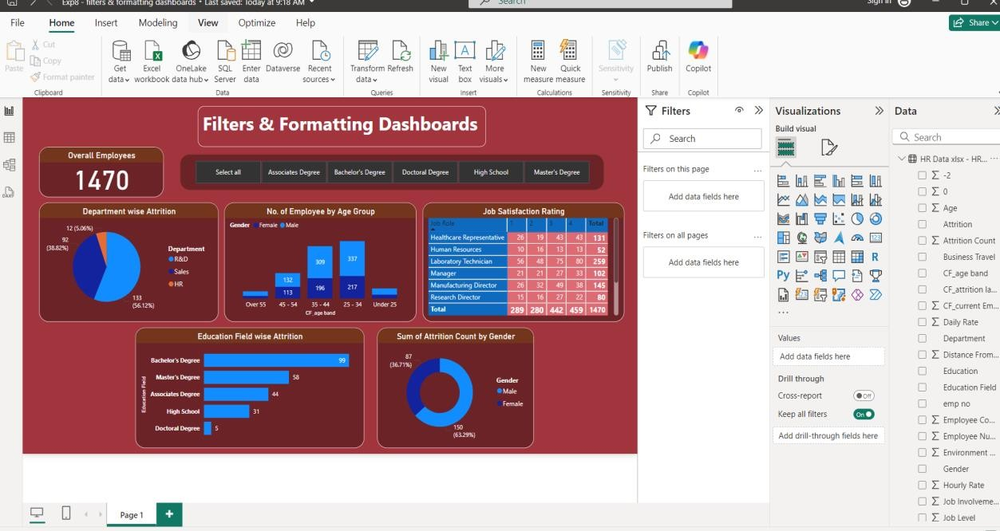 Exp8 - filters & formatting dashboards • Last saved: Today at 9:18 AM
Search
Sign in
File Home Insert Modeling View Optimize Help
Share
Paste
Cut
Copy
Format painter
Clipboard
Get data
Excel workbook
OneLake data hub
SQL Server
Enter data
Dataverse
Recent sources
Data
Transform data
Refresh
Queries
New visual
Text box
More visuals
Insert
New measure
Quick measure
Calculations
Sensitivity
Sensitivity
Publish
Share
Copilot
Copilot
Filters & Formatting Dashboards
Overall Employees
1470
Select all
Associates Degree
Bachelor's Degree
Doctoral Degree
High School
Master's Degree
Department wise Attrition
12 (5.06%)
92
(38.82%)
133
(56.12%)
Department
R&D
Sales
HR
No. of Employee by Age Group
Gender Female Male
132
113
309
196
337
217
Over 55 45 - 54 35 - 44 25 - 34 Under 25
CF_age band
Job Satisfaction Rating
Job Role 1 2 3 4 Total
Healthcare Representative 26 19 43 43 131
Human Resources 10 16 13 13 52
Laboratory Technician 56 48 75 80 259
Manager 21 21 27 33 102
Manufacturing Director 26 32 49 38 145
Research Director 15 16 27 22 80
Total 289 280 442 459 1470
Education Field wise Attrition
Education Field
Bachelor's Degree 99
Master's Degree 58
Associates Degree 44
High School 31
Doctoral Degree 5
Sum of Attrition Count by Gender
87
(36.71%)
150
(63.29%)
Gender
Male
Female
Page 1
+
Filters
Search
Filters on this page ...
Add data fields here
Filters on all pages ...
Add data fields here
Visualizations
Build visual
R
Py
...
Values
Add data fields here
Drill through
Cross-report Off
Keep all filters On
Add drill-through fields here
Data
Search
HR Data xlsx - HR... ...
∑ -2
∑ 0
∑ Age
Attrition
∑ Attrition Count
Business Travel
CF_age band
CF_attrition la...
∑ CF_current Em...
∑ Daily Rate
Department
∑ Distance From...
Education
Education Field
emp no
∑ Employee Co...
∑ Employee Nu...
∑ Environment ...
Gender
∑ Hourly Rate
∑ Job Involveme...
∑ Job Level